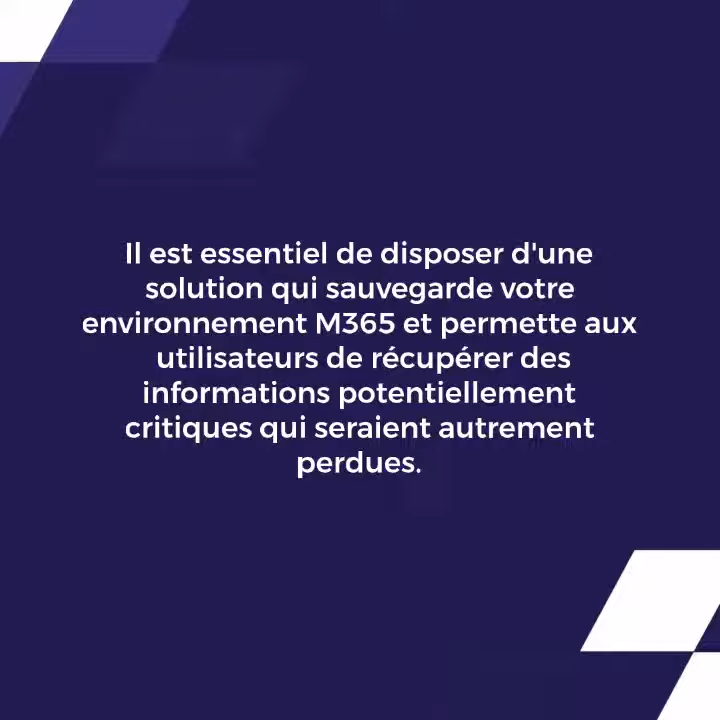 Il est essentiel de disposer d'une
solution qui sauvegarde votre
environnement M365 et permette aux
utilisateurs de récupérer des
informations potentiellement
critiques qui seraient autrement
perdues.